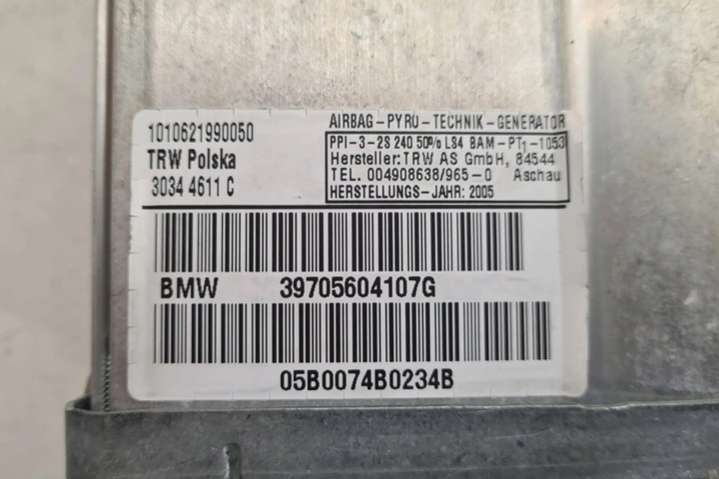 1010621990050
TRW Polska
3034 4611 C
AIRBAG-PYRO-TECHNIK-GENERATOR
PPI-3-2S 240 50% LS4 BAM-PT1-1053
Hersteller: TRW AS GmbH, 84544
TEL. 004908638/965-0 Aschau
HERSTELLUNGS-JAHR: 2005
BMW 39705604107G
05B0074B0234B